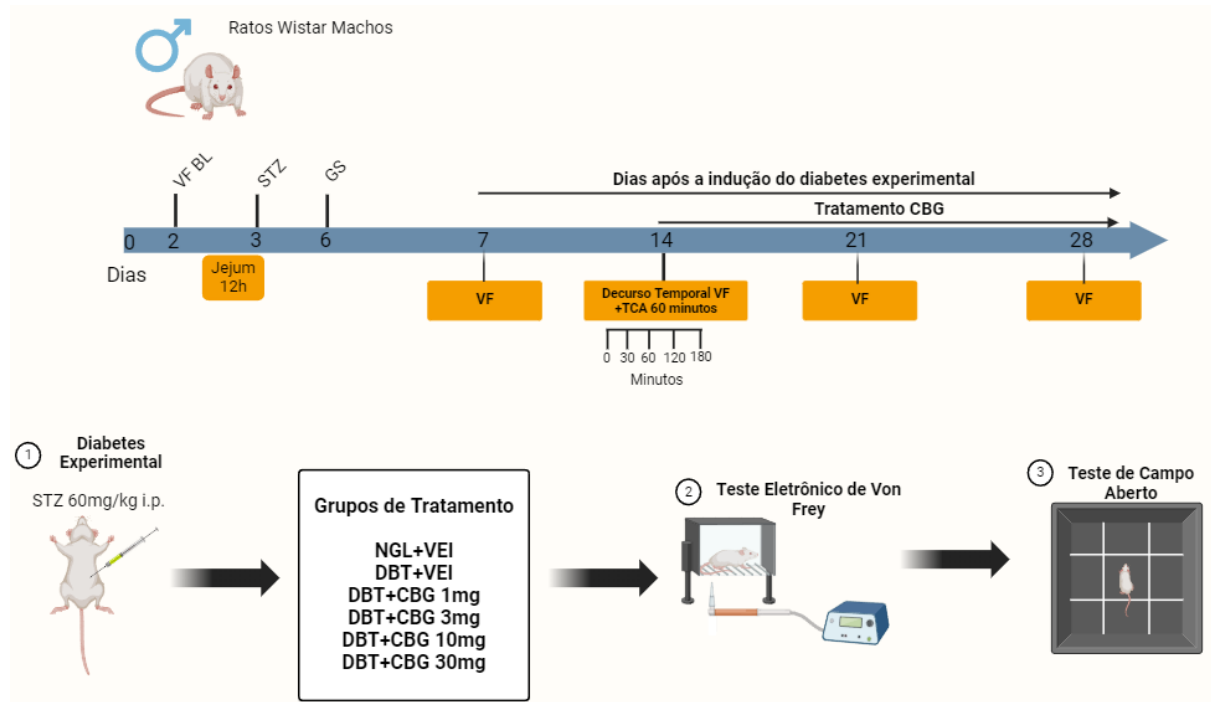 Ratos Wistar Machos
VF BL
STZ
GS
Dias após a indução do diabetes experimental
Tratamento CBG
0 2 3 6 7 14 21 28
Dias
Jejum
12h
VF
Decurso Temporal VF
+TCA 60 minutos
VF
VF
0 30 60 120 180
Minutos
1 Diabetes
Experimental
STZ 60mg/kg i.p.
Grupos de Tratamento
NGL+VEI
DBT+VEI
DBT+CBG 1mg
DBT+CBG 3mg
DBT+CBG 10mg
DBT+CBG 30mg
2 Teste Eletrônico de Von
Frey
3 Teste de Campo
Aberto